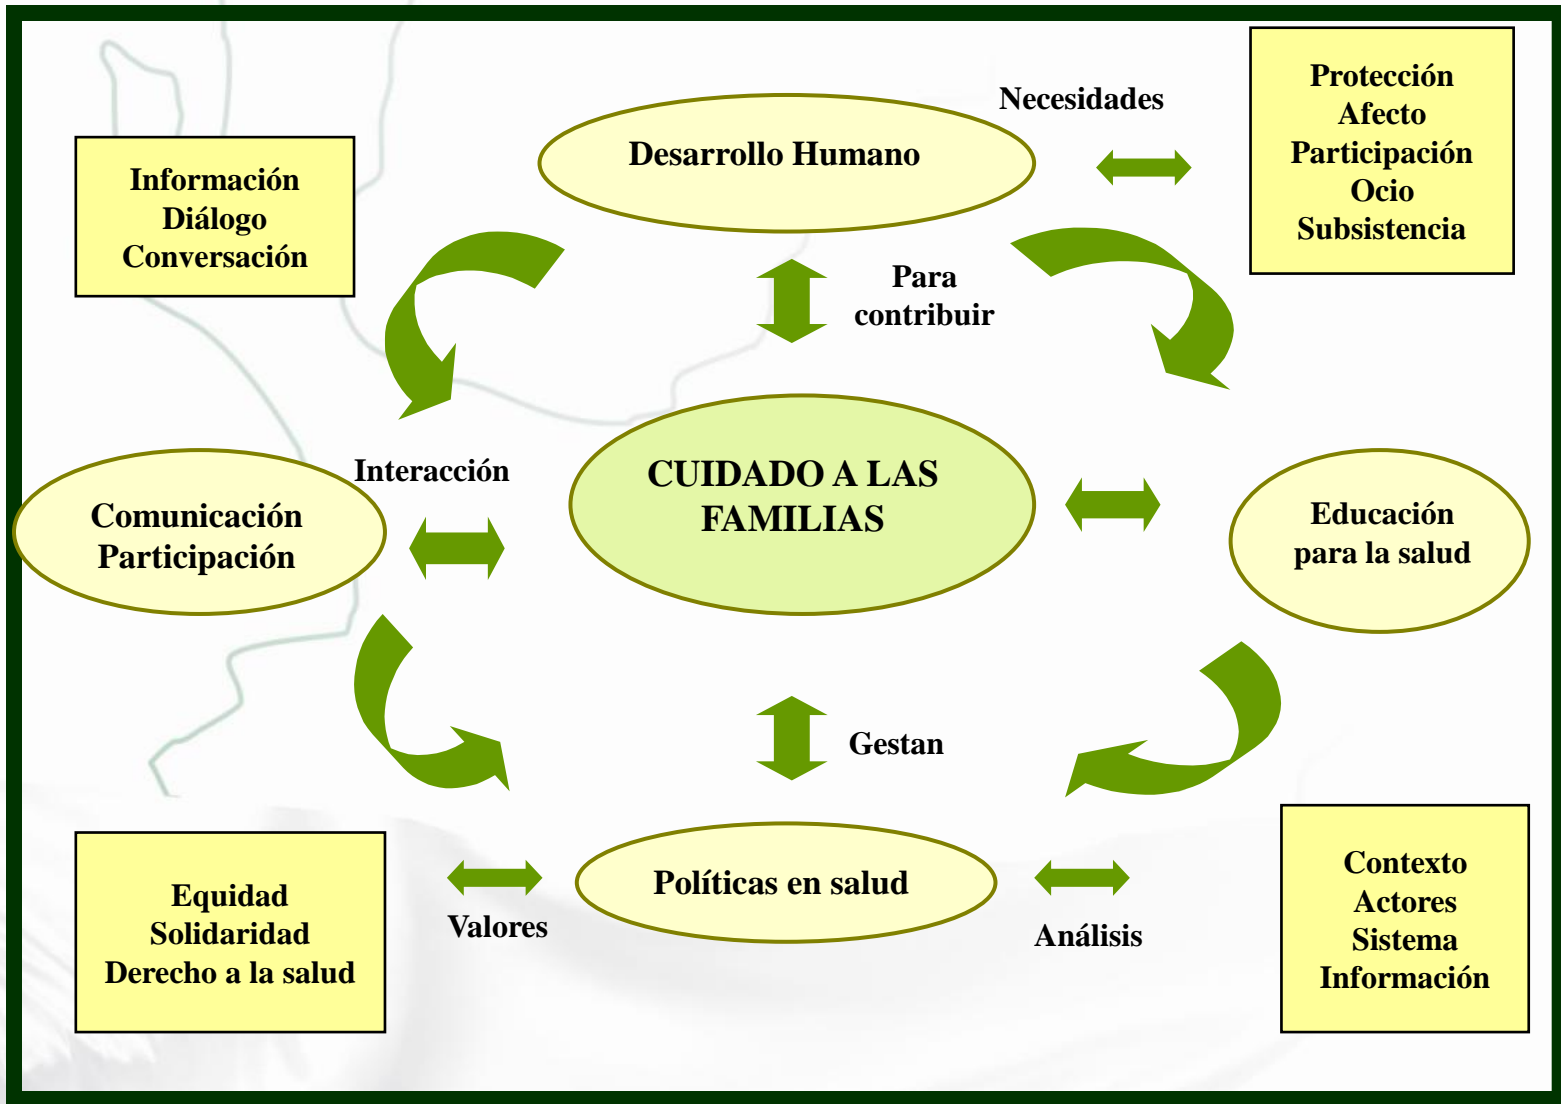 Necesidades
Protección
Afecto
Participación
Ocio
Subsistencia
Desarrollo Humano
Información
Diálogo
Conversación
Para
contribuir
Interacción
CUIDADO A LAS
FAMILIAS
Comunicación
Participación
Educación
para la salud
Gestan
Equidad
Solidaridad
Derecho a la salud
Valores
Políticas en salud
Análisis
Contexto
Actores
Sistema
Información